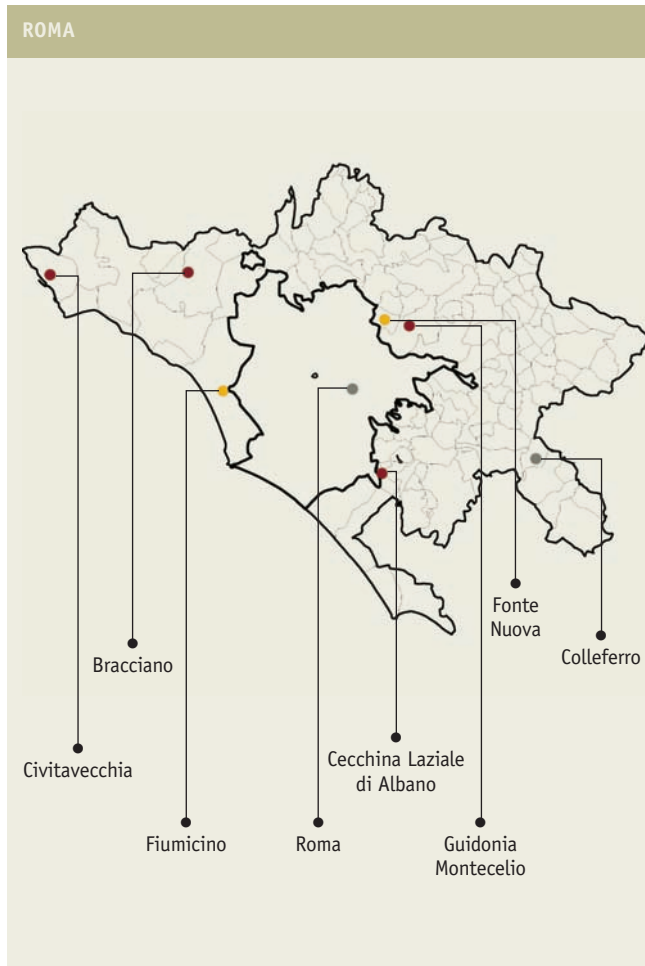 ROMA
Fonte
Nuova
Colleferro
Bracciano
Civitavecchia
Cecchina Laziale
di Albano
Fiumicino
Roma
Guidonia
Montecelio